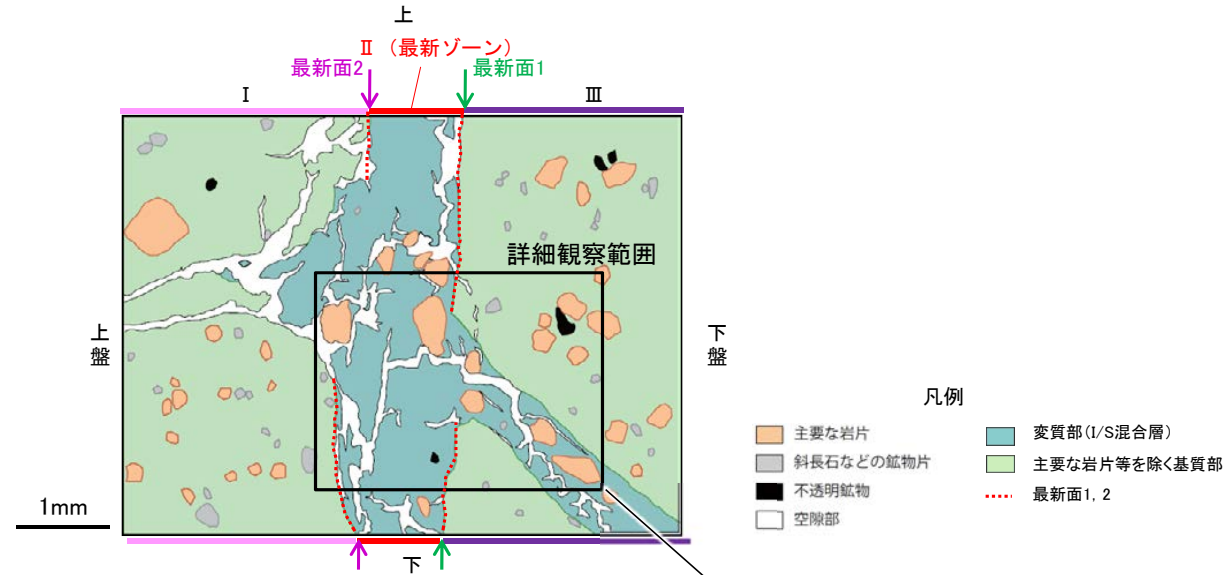 上
Ⅱ （最新ゾーン）
最新面2
最新面1
Ⅰ
Ⅲ
詳細観察範囲
上盤
下盤
1mm
下
凡例
主要な岩片
斜長石などの鉱物片
不透明鉱物
空隙部
変質部(I/S混合層)
主要な岩片等を除く基質部
最新面1, 2